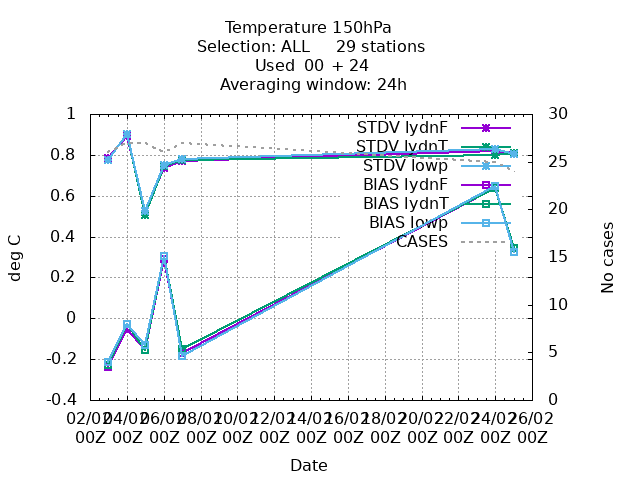 Temperature 150hPa
Selection: ALL 29 stations
Used 00 + 24
Averaging window: 24h
1
0.8
0.6
0.4
0.2
0
-0.2
-0.4
deg C
30
25
20
15
10
5
0
No cases
STDV lydnF
STDV lydnT
STDV lowp
BIAS lydnF
BIAS lydnT
BIAS lowp
CASES
02/02 04/02 06/02 08/02 10/02 12/02 14/02 16/02 18/02 20/02 22/02 24/02 26/02
00Z 00Z 00Z 00Z 00Z 00Z 00Z 00Z 00Z 00Z 00Z 00Z 00Z
Date